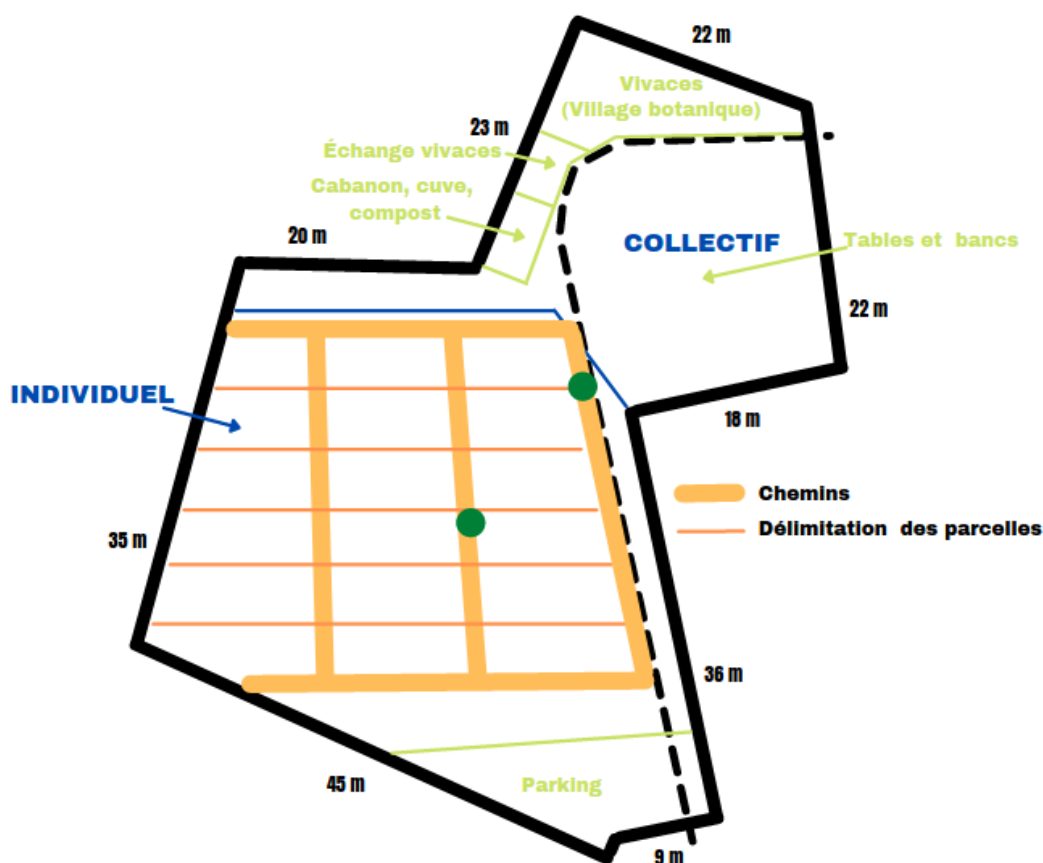 22 m
Vivaces
(Village botanique)
23 m
Échange vivaces
Cabanon, cuve,
compost
20 m
COLLECTIF
Tables et bancs
22 m
INDIVIDUEL
18 m
Chemins
Délimitation des parcelles
35 m
36 m
45 m
Parking
9 m